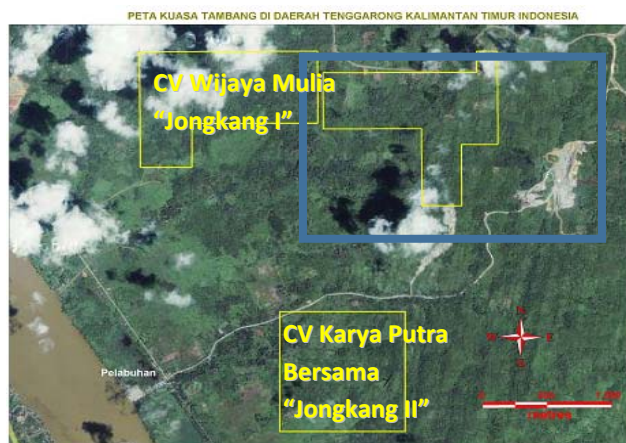 PETA KUASA TAMBANG DI DAERAH TENGGARONG KALIMANTAN TIMUR INDONESIA
CV Wijaya Mulia
“Jongkang I”
CV Karya Putra
Bersama
“Jongkang II”
Pelabuhan
W E
0